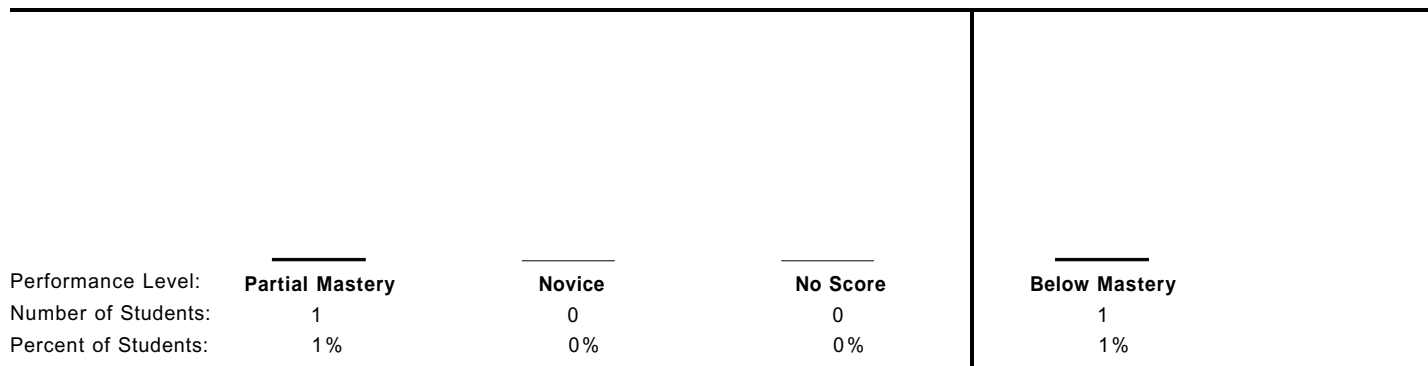 Performance Level: Partial Mastery Novice No Score Below Mastery
Number of Students: 1 0 0 1
Percent of Students: 1% 0% 0% 1%